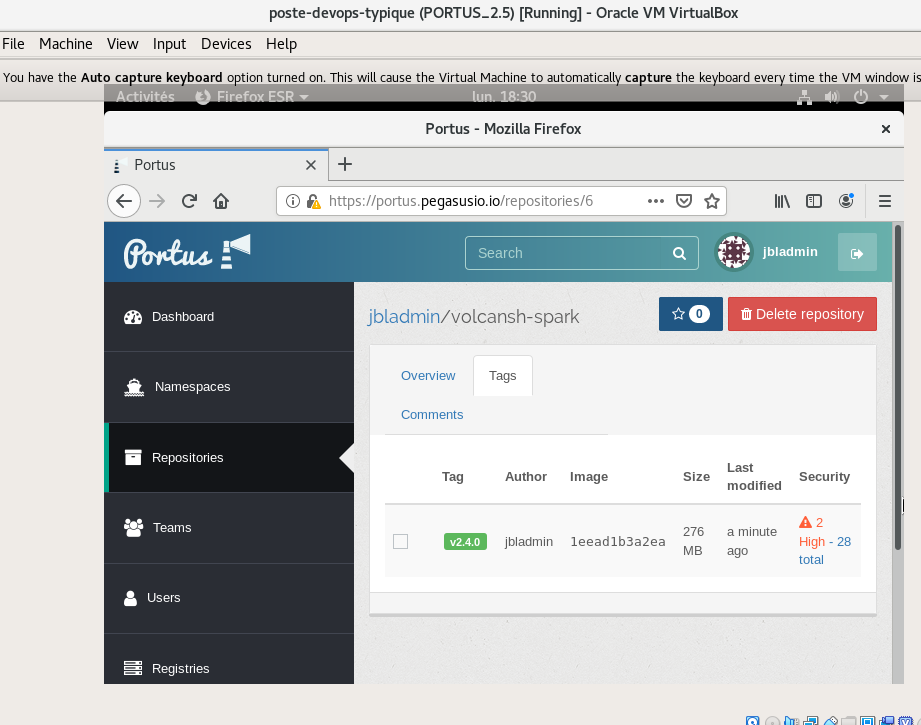 poste-devops-typique (PORTUS_2.5) [Running] - Oracle VM VirtualBox
File Machine View Input Devices Help
You have the Auto capture keyboard option turned on. This will cause the Virtual Machine to automatically capture the keyboard every time the VM window is
Activités Firefox ESR lun. 18:30
Portus - Mozilla Firefox
Portus
https://portus.pegasusio.io/repositories/6
Portus Search jbladmin
Dashboard
Namespaces
Repositories
Teams
Users
Registries
jbladmin/volcansh-spark 0 Delete repository
Overview Tags
Comments
Tag Author Image Size Last modified Security
v2.4.0 jbladmin 1eead1b3a2ea 276 MB a minute ago 2 High - 28 total